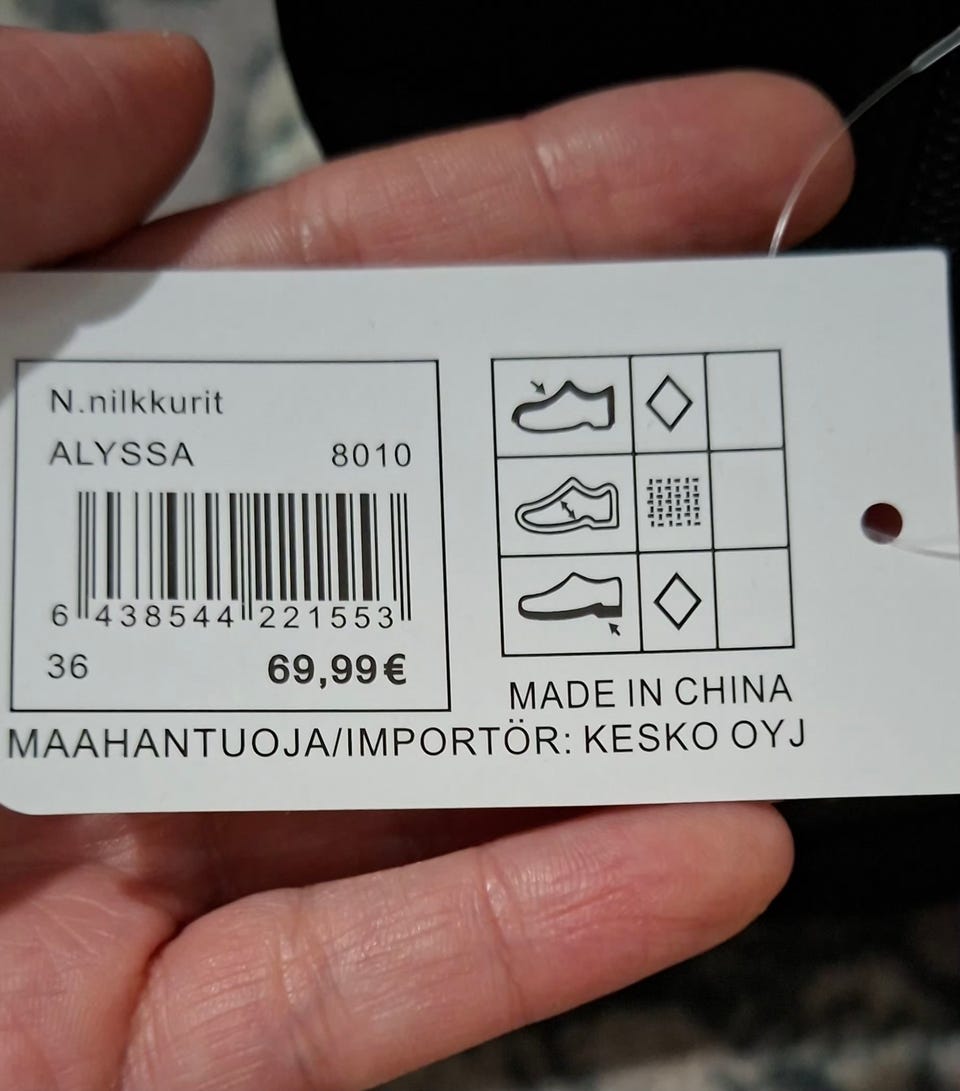 N.nilkkurit
ALYSSA 8010
6 438544 221553
36 69,99€
MADE IN CHINA
MAAHANTUOJA/IMPORTÖR: KESKO OYJ